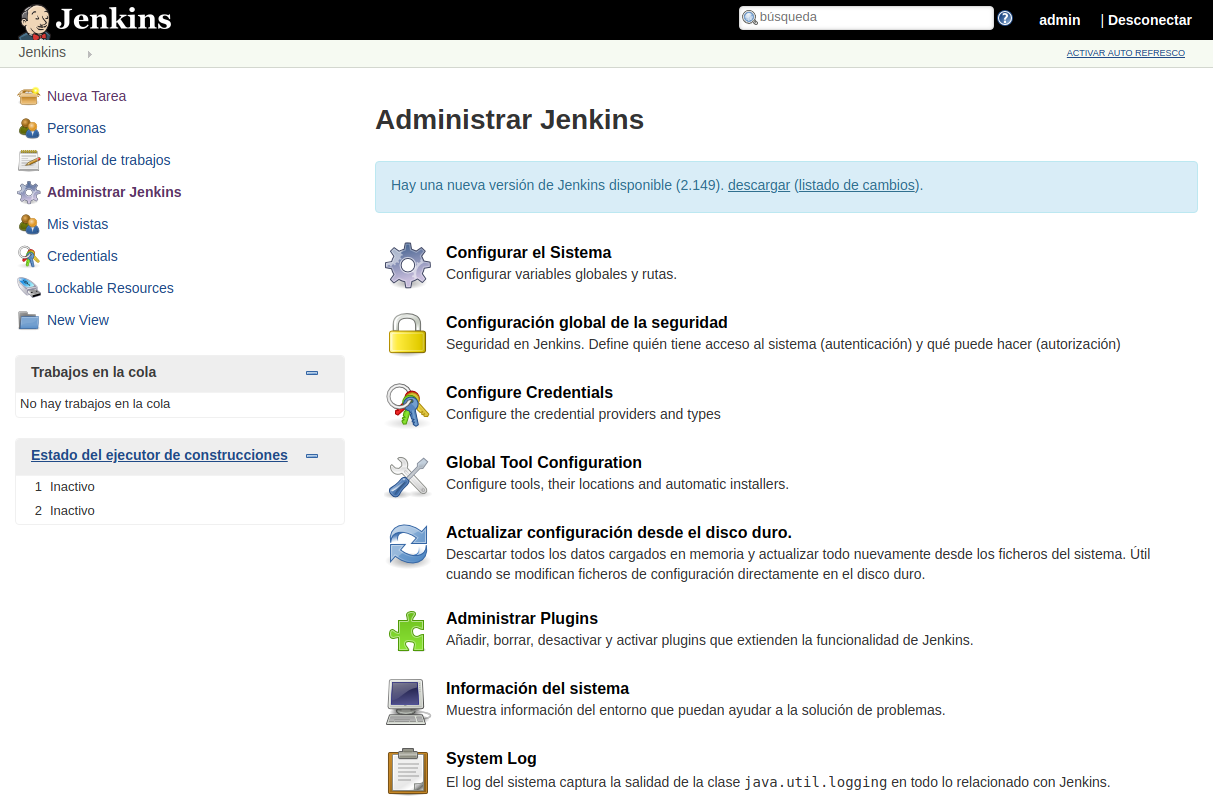 Jenkins
búsqueda
admin
| Desconectar
Jenkins
ACTIVAR AUTO REFRESCO
Nueva Tarea
Personas
Historial de trabajos
Administrar Jenkins
Mis vistas
Credentials
Lockable Resources
New View
Trabajos en la cola
No hay trabajos en la cola
Estado del ejecutor de construcciones
1 Inactivo
2 Inactivo
Administrar Jenkins
Hay una nueva versión de Jenkins disponible (2.149). descargar (listado de cambios).
Configurar el Sistema
Configurar variables globales y rutas.
Configuración global de la seguridad
Seguridad en Jenkins. Define quién tiene acceso al sistema (autenticación) y qué puede hacer (autorización)
Configure Credentials
Configure the credential providers and types
Global Tool Configuration
Configure tools, their locations and automatic installers.
Actualizar configuración desde el disco duro.
Descartar todos los datos cargados en memoria y actualizar todo nuevamente desde los ficheros del sistema. Útil
cuando se modifican ficheros de configuración directamente en el disco duro.
Administrar Plugins
Añadir, borrar, desactivar y activar plugins que extienden la funcionalidad de Jenkins.
Información del sistema
Muestra información del entorno que puedan ayudar a la solución de problemas.
System Log
El log del sistema captura la salidad de la clase java.util.logging en todo lo relacionado con Jenkins.